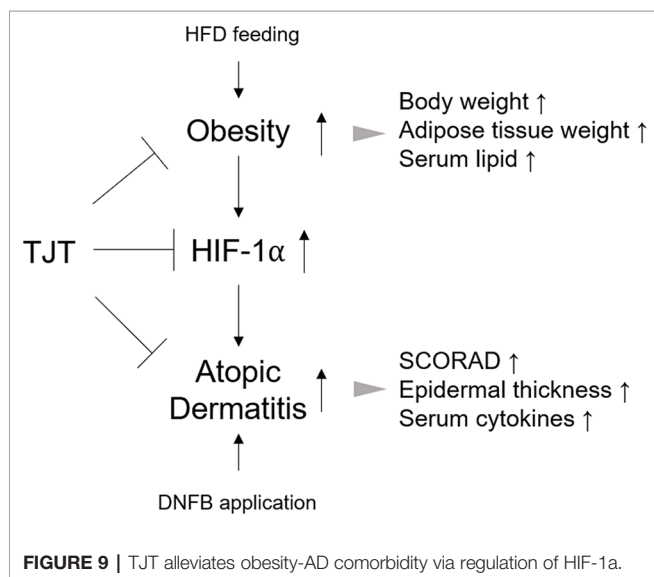 HFD feeding
Obesity ↑
Body weight ↑
Adipose tissue weight ↑
Serum lipid ↑
TJT
HIF-1α ↑
Atopic
Dermatitis ↑
SCORAD ↑
Epidermal thickness ↑
Serum cytokines ↑
DNFB application
FIGURE 9 | TJT alleviates obesity-AD comorbidity via regulation of HIF-1a.